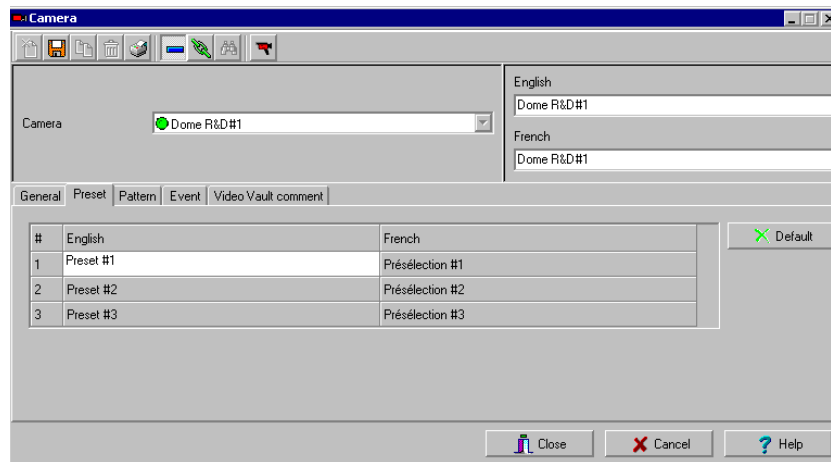 Camera
English
Dome R&D#1
Camera
Dome R&D#1
French
Dome R&D#1
General Preset Pattern Event Video Vault comment
# English French
1 Preset #1 Présélection #1
2 Preset #2 Présélection #2
3 Preset #3 Présélection #3
Default
Close Cancel Help